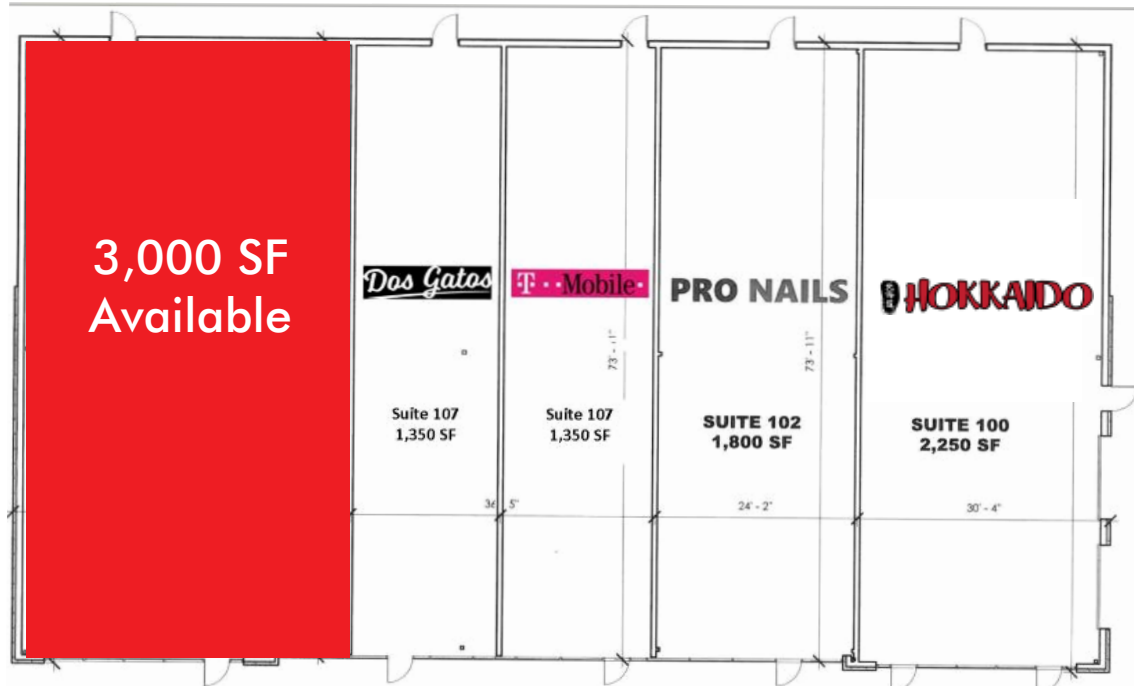 3,000 SF
Available
Dos Gatos
T··Mobile·
PRO NAILS
HOKKAIDO
73'-11"
73'-11"
Suite 107
1,350 SF
Suite 107
1,350 SF
SUITE 102
1,800 SF
SUITE 100
2,250 SF
36' 5"
24'-2"
30'-4"